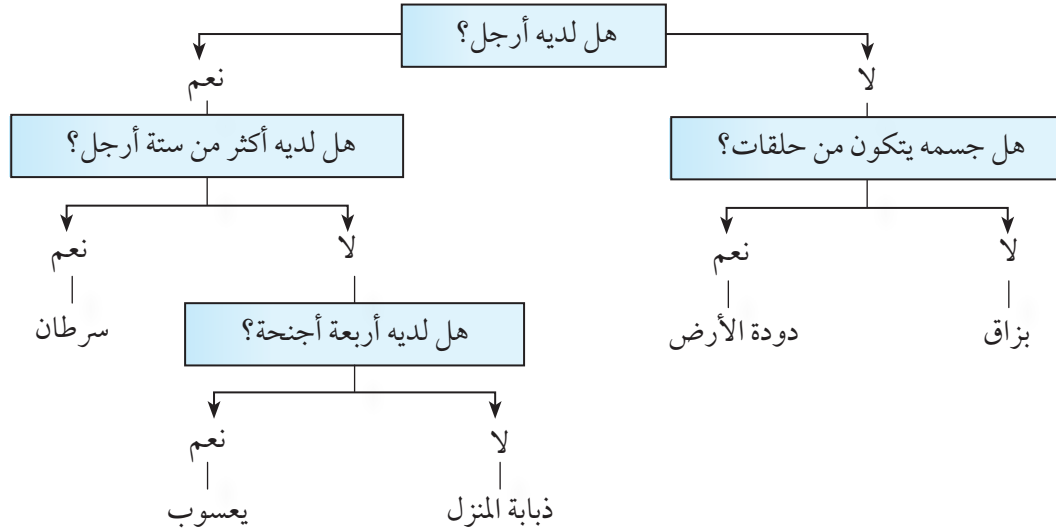 هل لديه أرجل؟
لا
نعم
هل جسمه يتكون من حلقات؟
هل لديه أكثر من ستة أرجل؟
لا
نعم
لا
نعم
بزاق
دودة الأرض
هل لديه أربعة أجنحة؟
سرطان
لا
نعم
ذبابة المنزل
يعسوب